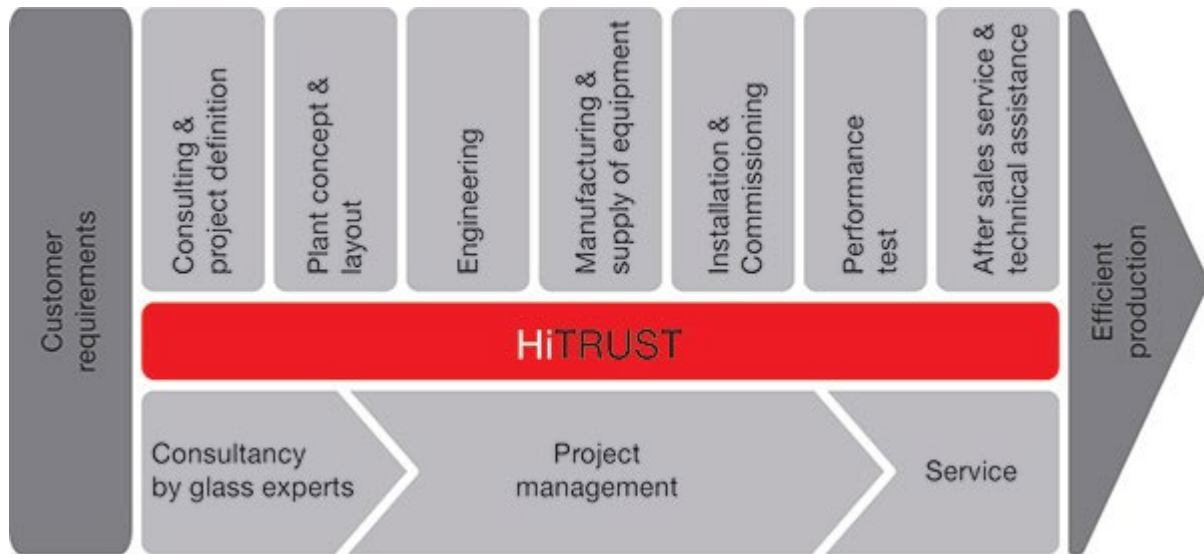 Customer
requirements
Consulting &
project definition
Plant concept &
layout
Engineering
Manufacturing &
supply of equipment
Installation &
Commissioning
Performance
test
After sales service &
technical assistance
HiTRUST
Consultancy
by glass experts
Project
management
Service
Efficient
production